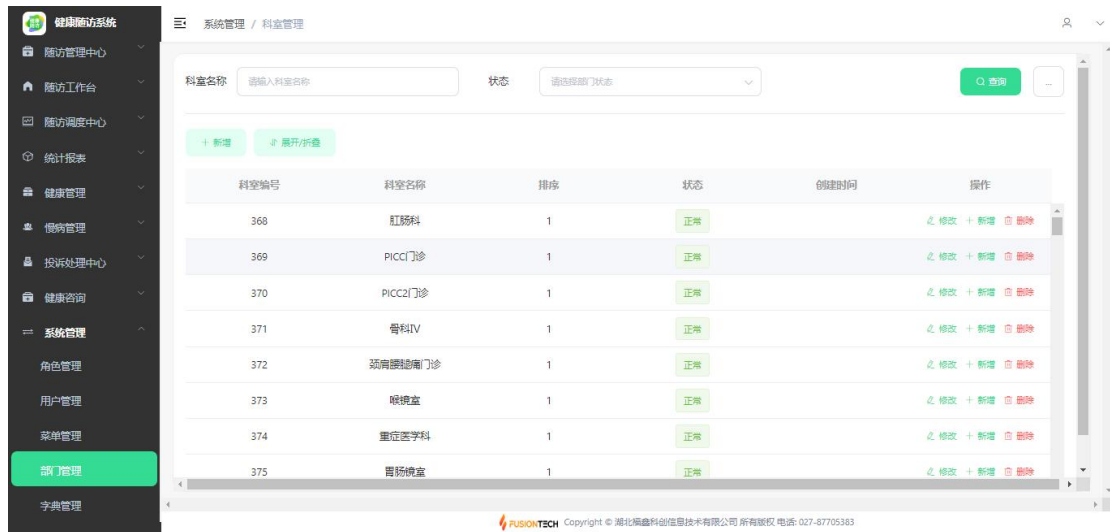 健康随访系统
系统管理 / 科室管理
随访管理中心
随访工作台
随访调度中心
统计报表
健康管理
慢病管理
投诉处理中心
健康咨询
系统管理
角色管理
用户管理
菜单管理
部门管理
字典管理
科室名称 请输入科室名称 状态 请选择部门状态 查询 ...
+ 新增 展开/折叠
科室编号 科室名称 排序 状态 创建时间 操作
368 肛肠科 1 正常 修改 + 新增 删除
369 PICC门诊 1 正常 修改 + 新增 删除
370 PICC2门诊 1 正常 修改 + 新增 删除
371 骨科IV 1 正常 修改 + 新增 删除
372 颈肩腰腿痛门诊 1 正常 修改 + 新增 删除
373 喉镜室 1 正常 修改 + 新增 删除
374 重症医学科 1 正常 修改 + 新增 删除
375 胃肠镜室 1 正常 修改 + 新增 删除
FUSIONTECH Copyright © 湖北福鑫科创信息技术有限公司 所有版权 电话: 027-87705383